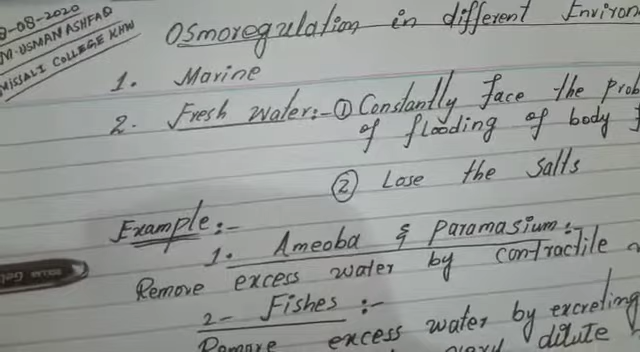 -08-2020
M.USMAN ASHFAQ
MISALI COLLEGE KHW
Osmoregulation in different Environ
1. Marine
2. Fresh water:- ① Constantly face the prob
of flooding of body f
② Lose the salts
Example:-
1. Ameoba & Paramasium:-
Remove excess water by contractile
2- Fishes :-
Remove excess water by excreting
very dilute